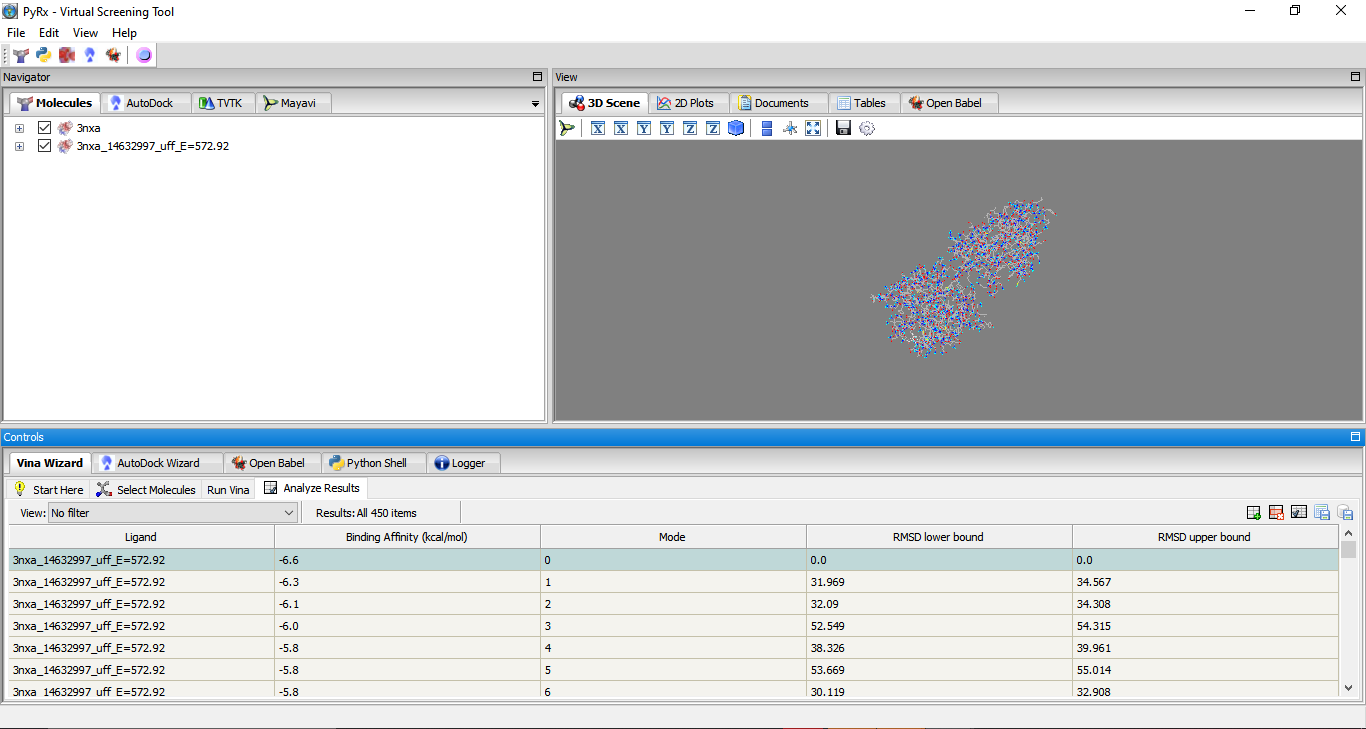 PyRx - Virtual Screening Tool
File Edit View Help
Navigator
View
Molecules AutoDock TVTK Mayavi
3D Scene 2D Plots Documents Tables Open Babel
X X Y Y Z Z
3nxa
3nxa_14632997_uff_E=572.92
Controls
Vina Wizard AutoDock Wizard Open Babel Python Shell Logger
Start Here Select Molecules Run Vina Analyze Results
View: No filter Results: All 450 items
Ligand Binding Affinity (kcal/mol) Mode RMSD lower bound RMSD upper bound
3nxa_14632997_uff_E=572.92 -6.6 0 0.0 0.0
3nxa_14632997_uff_E=572.92 -6.3 1 31.969 34.567
3nxa_14632997_uff_E=572.92 -6.1 2 32.09 34.308
3nxa_14632997_uff_E=572.92 -6.0 3 52.549 54.315
3nxa_14632997_uff_E=572.92 -5.8 4 38.326 39.961
3nxa_14632997_uff_E=572.92 -5.8 5 53.669 55.014
3nxa_14632997_uff_E=572.92 -5.8 6 30.119 32.908